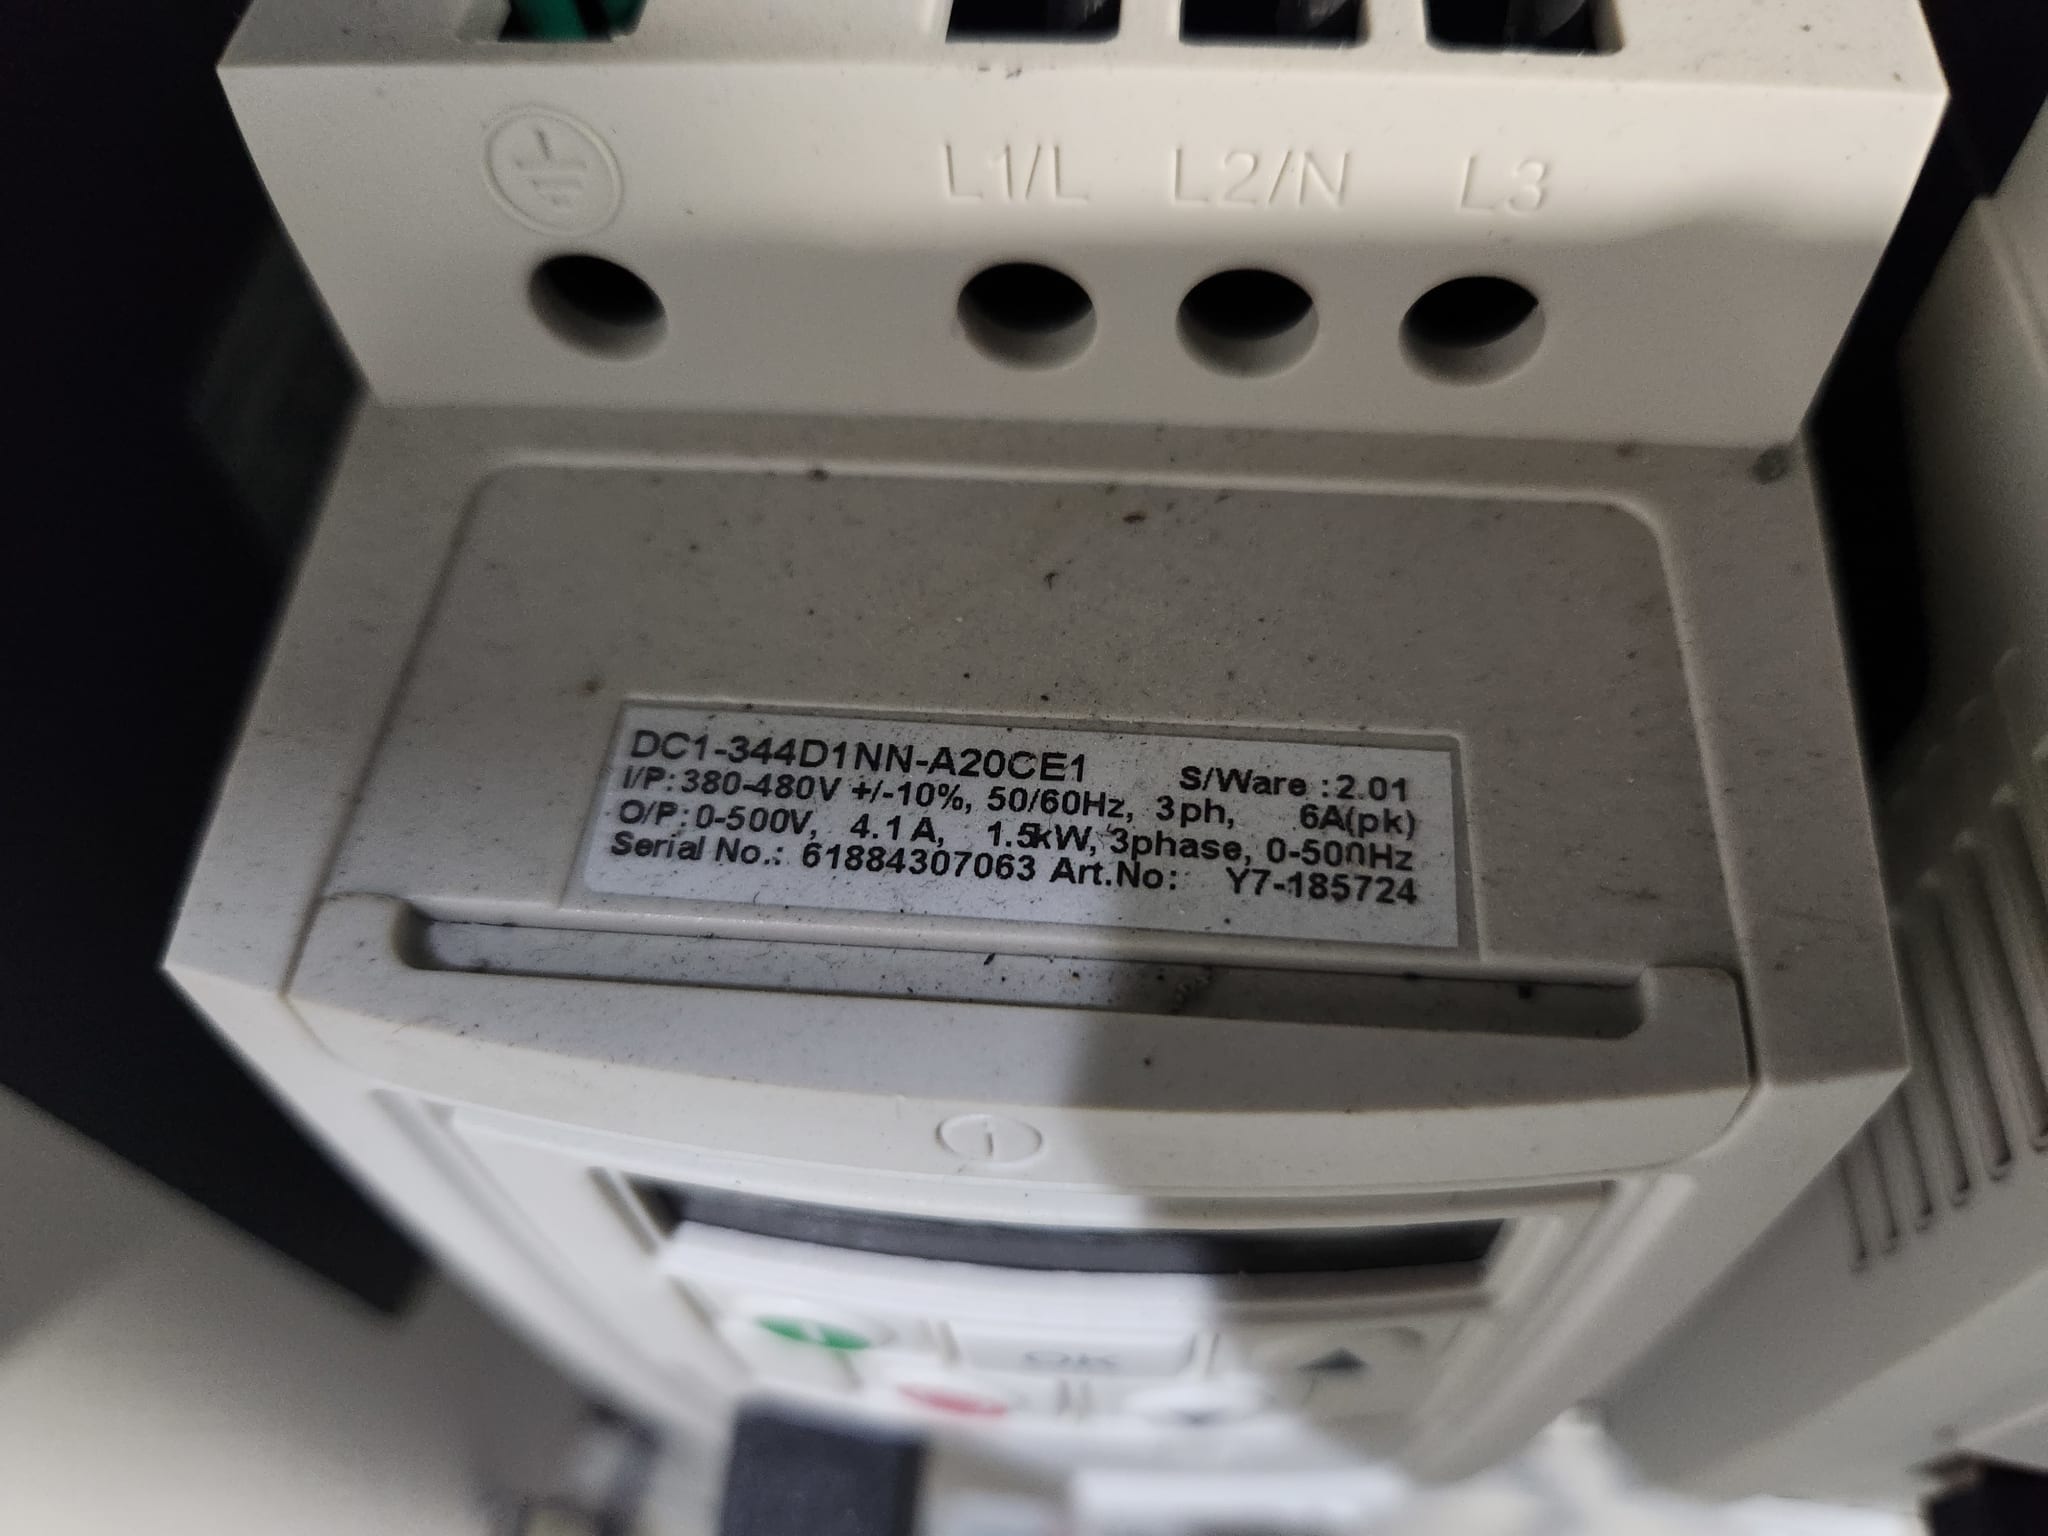 L1/L L2/N L3
DC1-344D1NN-A20CE1 S/Ware : 2.01
I/P: 380-480V +/-10%, 50/60Hz, 3ph, 6A(pk)
O/P: 0-500V, 4.1A, 1.5kW, 3phase, 0-500Hz
Serial No.: 61884307063 Art.No: Y7-185724
i
OK